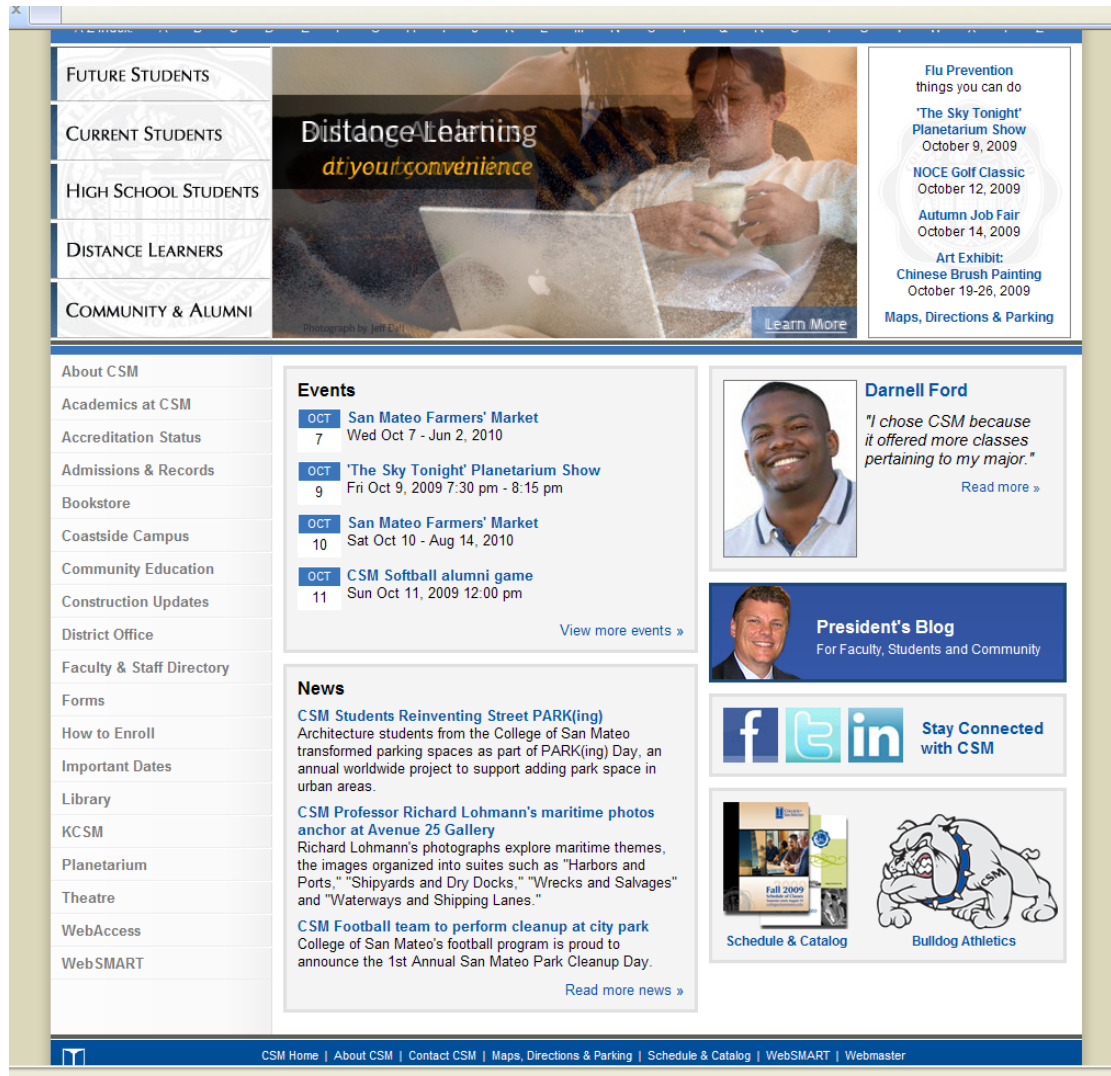 x
FUTURE STUDENTS
CURRENT STUDENTS
HIGH SCHOOL STUDENTS
DISTANCE LEARNERS
COMMUNITY & ALUMNI
Distance Learning
at your convenience
Photograph by Jeff
Learn More
Flu Prevention
things you can do
'The Sky Tonight'
Planetarium Show
October 9, 2009
NOCE Golf Classic
October 12, 2009
Autumn Job Fair
October 14, 2009
Art Exhibit:
Chinese Brush Painting
October 19-26, 2009
Maps, Directions & Parking
About CSM
Academics at CSM
Accreditation Status
Admissions & Records
Bookstore
Coastside Campus
Community Education
Construction Updates
District Office
Faculty & Staff Directory
Forms
How to Enroll
Important Dates
Library
KCSM
Planetarium
Theatre
WebAccess
WebSMART
Events
OCT San Mateo Farmers' Market
7 Wed Oct 7 - Jun 2, 2010
OCT 'The Sky Tonight' Planetarium Show
9 Fri Oct 9, 2009 7:30 pm - 8:15 pm
OCT San Mateo Farmers' Market
10 Sat Oct 10 - Aug 14, 2010
OCT CSM Softball alumni game
11 Sun Oct 11, 2009 12:00 pm
View more events »
News
CSM Students Reinventing Street PARK(ing)
Architecture students from the College of San Mateo
transformed parking spaces as part of PARK(ing) Day, an
annual worldwide project to support adding park space in
urban areas.
CSM Professor Richard Lohmann's maritime photos
anchor at Avenue 25 Gallery
Richard Lohmann's photographs explore maritime themes,
the images organized into suites such as "Harbors and
Ports," "Shipyards and Dry Docks," "Wrecks and Salvages"
and "Waterways and Shipping Lanes."
CSM Football team to perform cleanup at city park
College of San Mateo's football program is proud to
announce the 1st Annual San Mateo Park Cleanup Day.
Read more news »
Darnell Ford
"I chose CSM because
it offered more classes
pertaining to my major."
Read more »
President's Blog
For Faculty, Students and Community
f t in
Stay Connected
with CSM
Fall 2009
Schedule of Classes
Schedule & Catalog
CSM
Bulldog Athletics
CSM Home | About CSM | Contact CSM | Maps, Directions & Parking | Schedule & Catalog | WebSMART | Webmaster